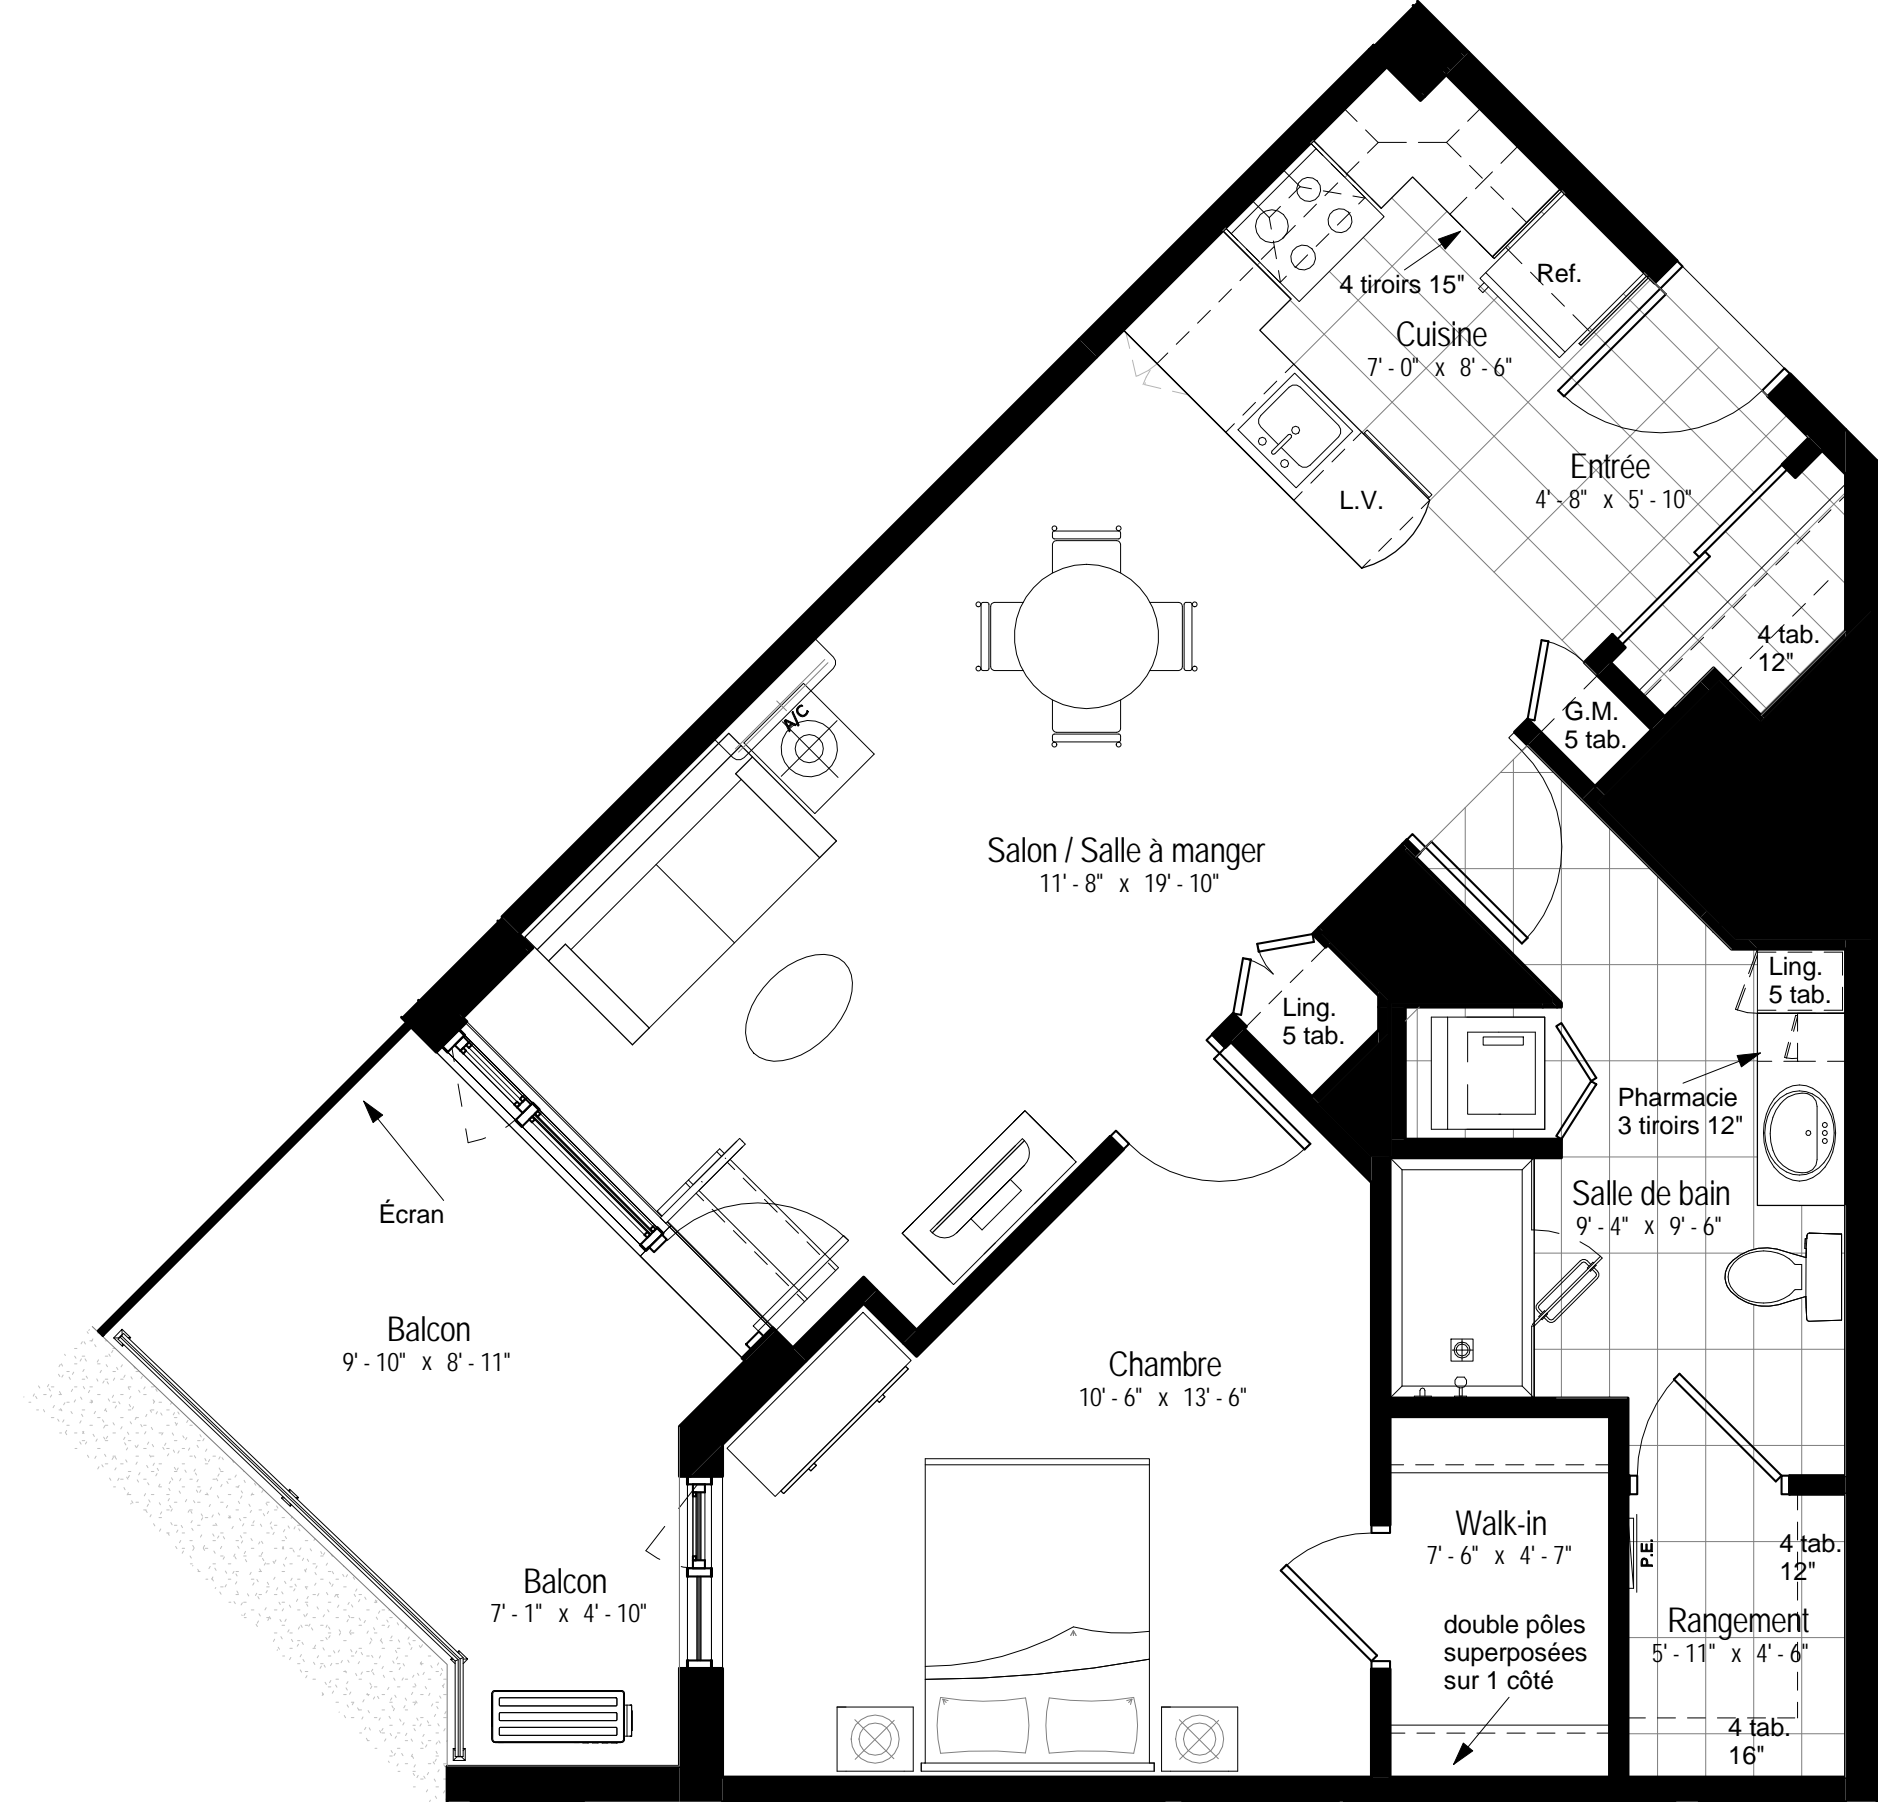 Ref.
4 tiroirs 15"
Cuisine
7' - 0" x 8' - 6"
Entrée
4' - 8" x 5' - 10"
L.V.
4 tab.
12"
G.M.
5 tab.
A/C
Salon / Salle à manger
11' - 8" x 19' - 10"
Ling.
5 tab.
Ling.
5 tab.
Pharmacie
3 tiroirs 12"
Salle de bain
9' - 4" x 9' - 6"
Écran
Balcon
9' - 10" x 8' - 11"
Chambre
10' - 6" x 13' - 6"
Walk-in
7' - 6" x 4' - 7"
P.E.
4 tab.
12"
Balcon
7' - 1" x 4' - 10"
double pôles
superposées
sur 1 côté
Rangement
5' - 11" x 4' - 6"
4 tab.
16"